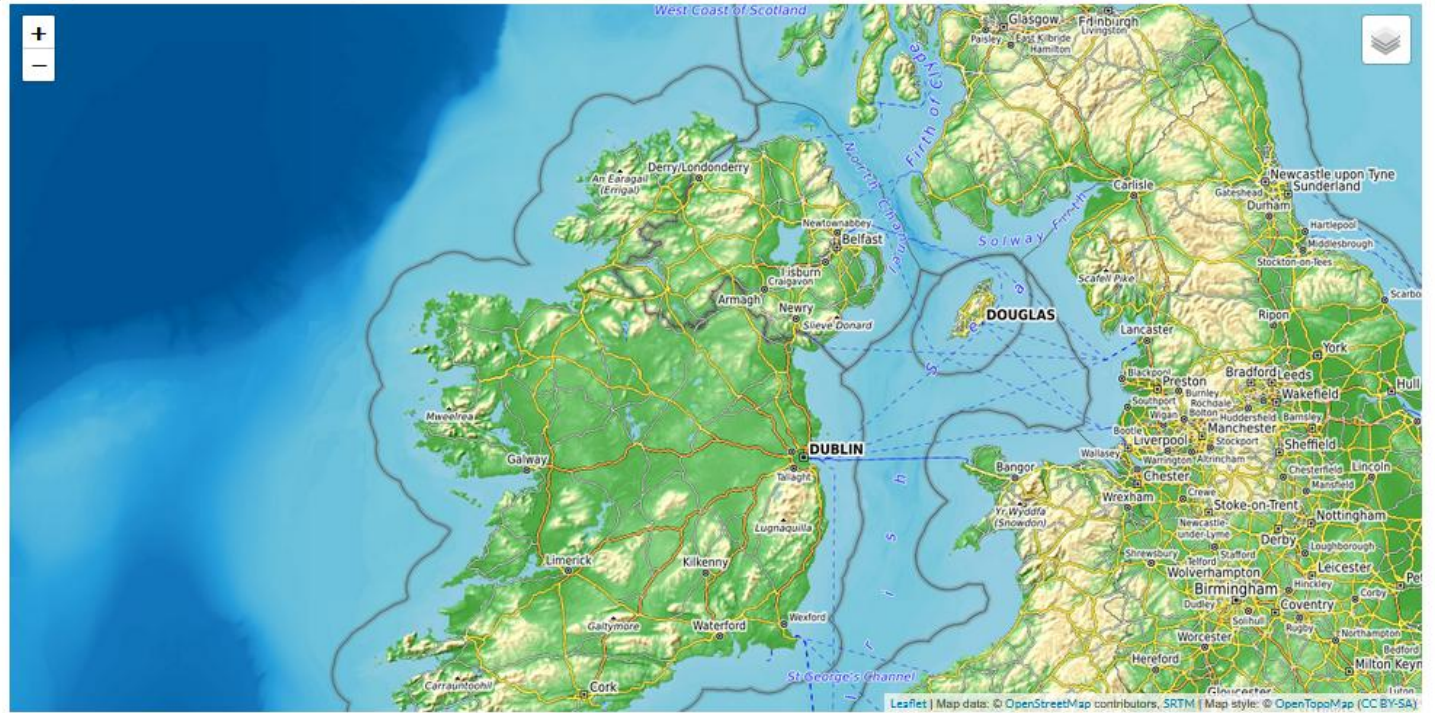 +
−
West Coast of Scotland
Glasgow
Edinburgh
Livingston
Paisley
East Kilbride
Hamilton
Firth of Clyde
North Channel
Derry/Londonderry
An Earagail
(Errigal)
Carlisle
Newcastle upon Tyne
Gateshead
Sunderland
Durham
Newtownabbey
Belfast
Solway Firth
Hartlepool
Middlesbrough
Stockton-on-Tees
Lisburn
Craigavon
Armagh
Newry
Slieve Donard
Scafell Pike
Scarbo
DOUGLAS
Ripon
Lancaster
York
Irish Sea
Blackpool
Preston
Bradford
Leeds
Hull
Burnley
Wakefield
Southport
Rochdale
Huddersfield
Barnsley
Wigan
Bolton
Mweelrea
Bootle
Manchester
Liverpool
Stockport
Sheffield
DUBLIN
Wallasey
Warrington
Altrincham
Galway
Tallaght
Bangor
Chester
Chesterfield
Lincoln
Mansfield
Wrexham
Crewe
Stoke-on-Trent
Yr Wyddfa
(Snowdon)
Nottingham
Lugnaquilla
Newcastle-
under-Lyme
Derby
Limerick
Kilkenny
Shrewsbury
Stafford
Loughborough
Telford
Leicester
Wolverhampton
Pet
Birmingham
Hinckley
Corby
Dudley
Coventry
Solihull
Rugby
Galtymore
Waterford
Wexford
Worcester
Northampton
Bedford
Hereford
Milton Keyn
St George's Channel
Carrauntoohil
Cork
Gloucester
Luton
Leaflet | Map data: © OpenStreetMap contributors, SRTM | Map style: © OpenTopoMap (CC-BY-SA)